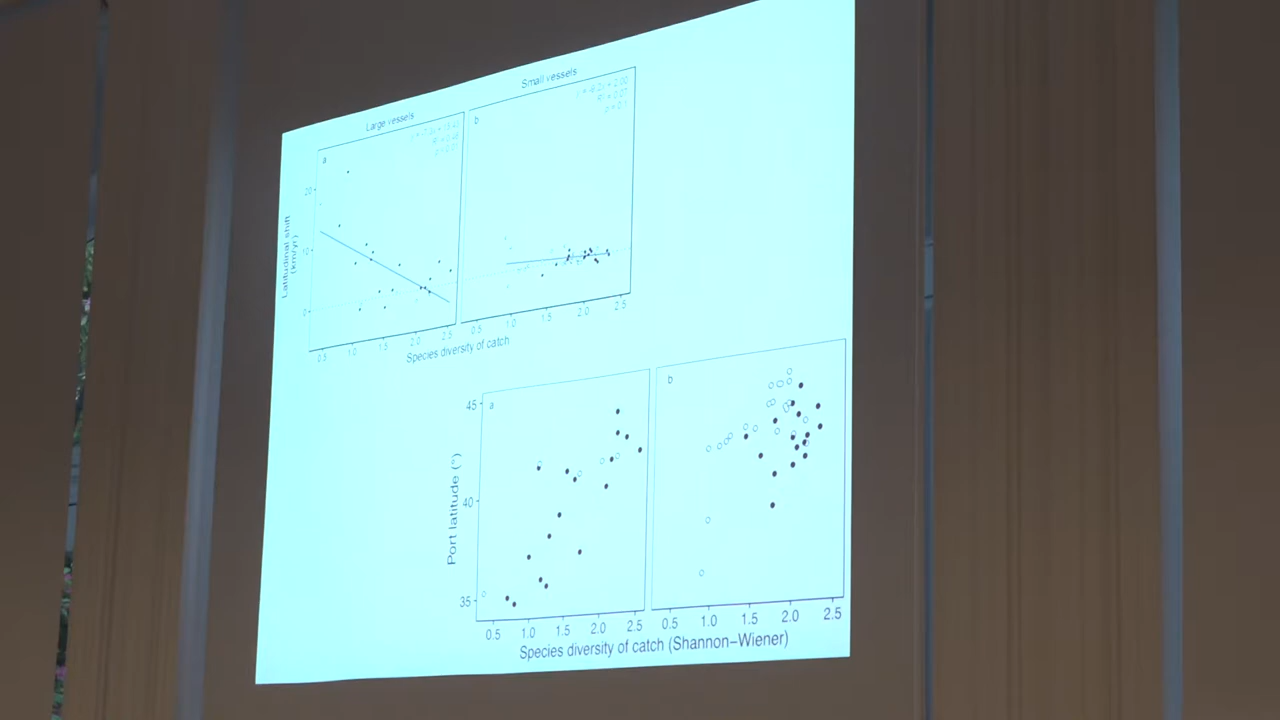 Large vessels
Small vessels
a
b
Latitudinal shift
(km/yr)
20
10
0
0.5 1.0 1.5 2.0 2.5
0.5 1.0 1.5 2.0 2.5
Species diversity of catch
a
b
Port latitude (°)
45
40
35
0.5 1.0 1.5 2.0 2.5
0.5 1.0 1.5 2.0 2.5
Species diversity of catch (Shannon–Wiener)